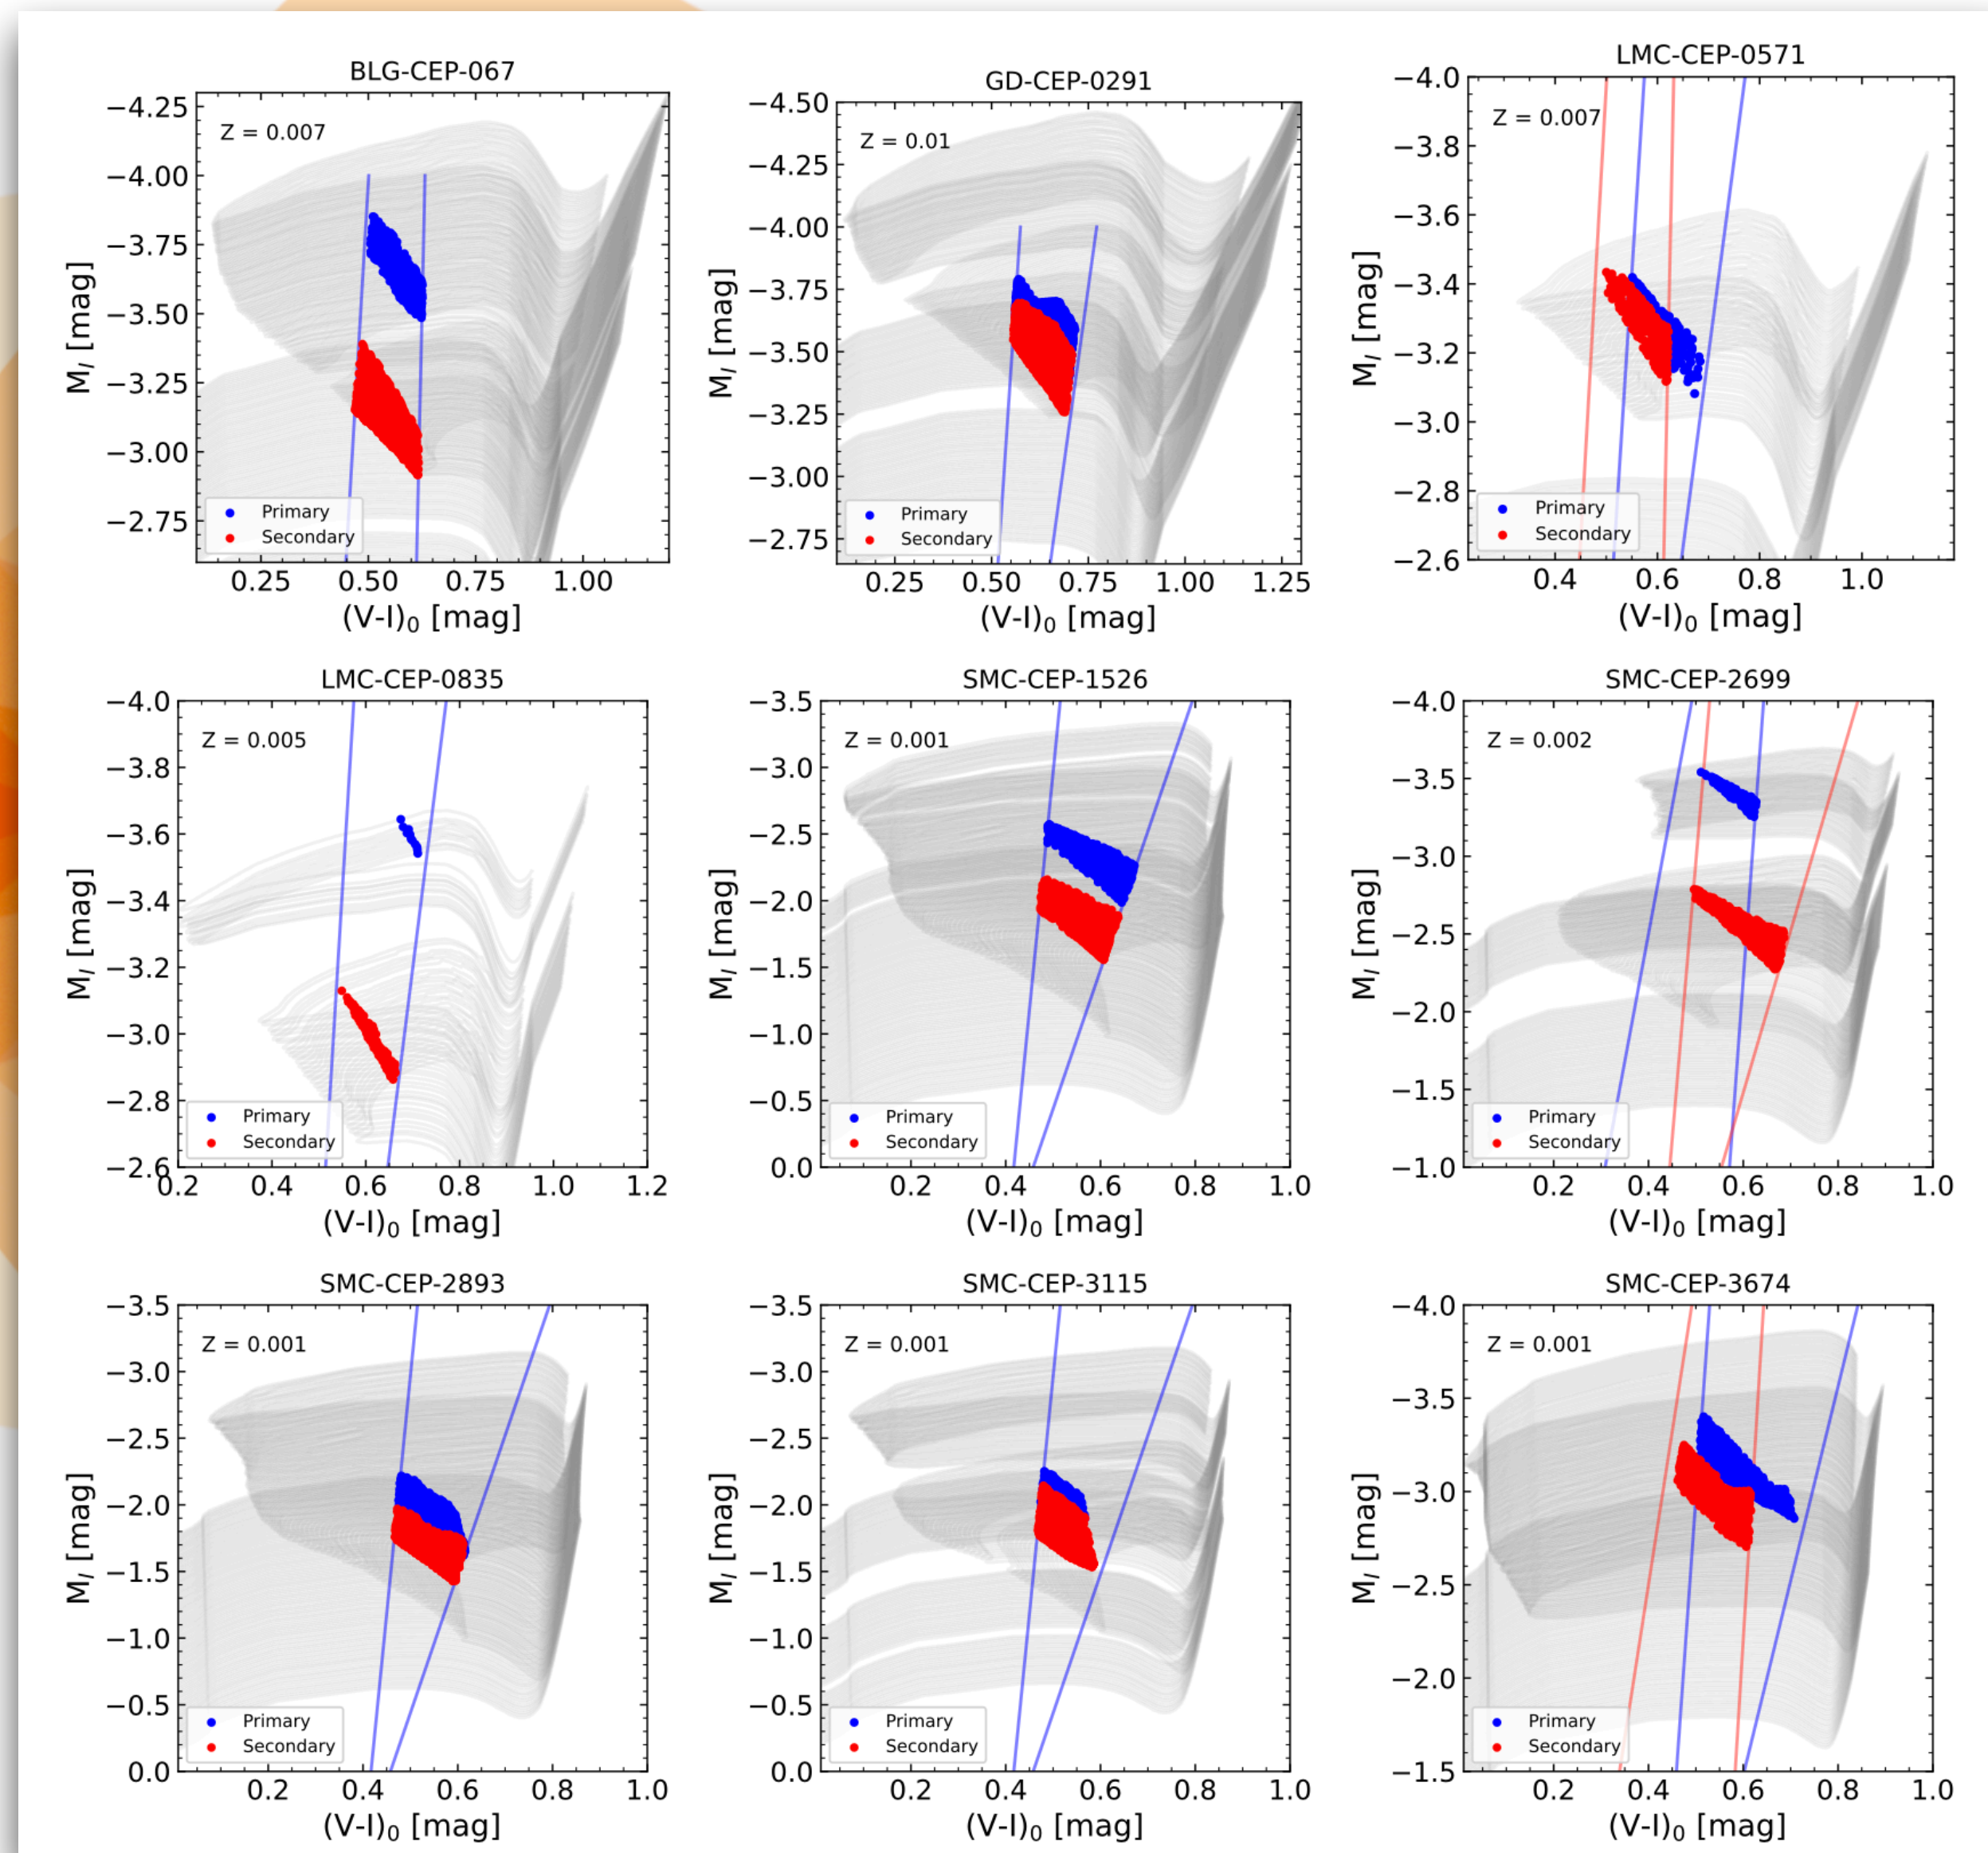 BLG-CEP-067
Z = 0.007
−4.25
−4.00
−3.75
−3.50
−3.25
−3.00
−2.75
M_I [mag]
Primary
Secondary
0.25 0.50 0.75 1.00
(V-I)₀ [mag]
GD-CEP-0291
Z = 0.01
−4.50
−4.25
−4.00
−3.75
−3.50
−3.25
−3.00
−2.75
M_I [mag]
Primary
Secondary
0.25 0.50 0.75 1.00 1.25
(V-I)₀ [mag]
LMC-CEP-0571
Z = 0.007
−4.0
−3.8
−3.6
−3.4
−3.2
−3.0
−2.8
−2.6
M_I [mag]
Primary
Secondary
0.4 0.6 0.8 1.0
(V-I)₀ [mag]
LMC-CEP-0835
Z = 0.005
−4.0
−3.8
−3.6
−3.4
−3.2
−3.0
−2.8
−2.6
M_I [mag]
Primary
Secondary
0.2 0.4 0.6 0.8 1.0 1.2
(V-I)₀ [mag]
SMC-CEP-1526
Z = 0.001
−3.5
−3.0
−2.5
−2.0
−1.5
−1.0
−0.5
0.0
M_I [mag]
Primary
Secondary
0.2 0.4 0.6 0.8 1.0
(V-I)₀ [mag]
SMC-CEP-2699
Z = 0.002
−4.0
−3.5
−3.0
−2.5
−2.0
−1.5
−1.0
M_I [mag]
Primary
Secondary
0.2 0.4 0.6 0.8 1.0
(V-I)₀ [mag]
SMC-CEP-2893
Z = 0.001
−3.5
−3.0
−2.5
−2.0
−1.5
−1.0
−0.5
0.0
M_I [mag]
Primary
Secondary
0.2 0.4 0.6 0.8 1.0
(V-I)₀ [mag]
SMC-CEP-3115
Z = 0.001
−3.5
−3.0
−2.5
−2.0
−1.5
−1.0
−0.5
0.0
M_I [mag]
Primary
Secondary
0.2 0.4 0.6 0.8 1.0
(V-I)₀ [mag]
SMC-CEP-3674
Z = 0.001
−4.0
−3.5
−3.0
−2.5
−2.0
−1.5
M_I [mag]
Primary
Secondary
0.2 0.4 0.6 0.8 1.0
(V-I)₀ [mag]